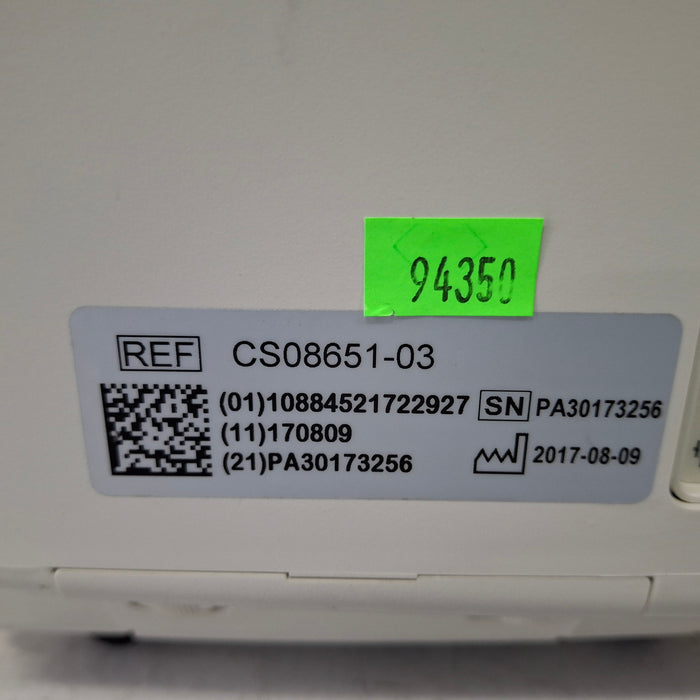 94350
REF CS08651-03
(01)10884521722927 SN PA30173256
(11)170809
(21)PA30173256 2017-08-09